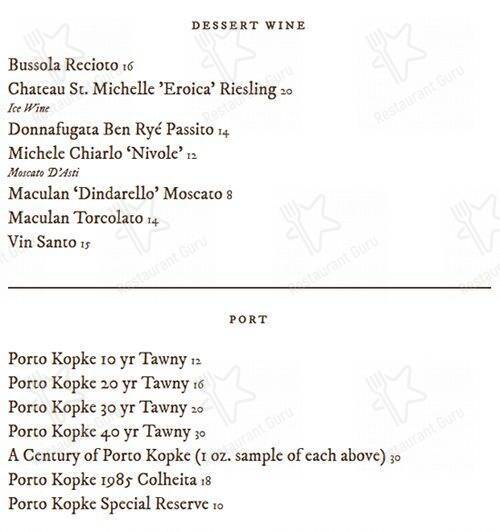 DESSERT WINE
Bussola Recioto 16
Chateau St. Michelle 'Eroica' Riesling 20
Ice Wine
Donnafugata Ben Ryé Passito 14
Michele Chiarlo ‘Nivole’ 12
Moscato D'Asti
Maculan ‘Dindarello’ Moscato 8
Maculan Torcolato 14
Vin Santo 15
PORT
Porto Kopke 10 yr Tawny 12
Porto Kopke 20 yr Tawny 16
Porto Kopke 30 yr Tawny 20
Porto Kopke 40 yr Tawny 30
A Century of Porto Kopke (1 oz. sample of each above) 30
Porto Kopke 1985 Colheita 18
Porto Kopke Special Reserve 10
Restaurant Guru